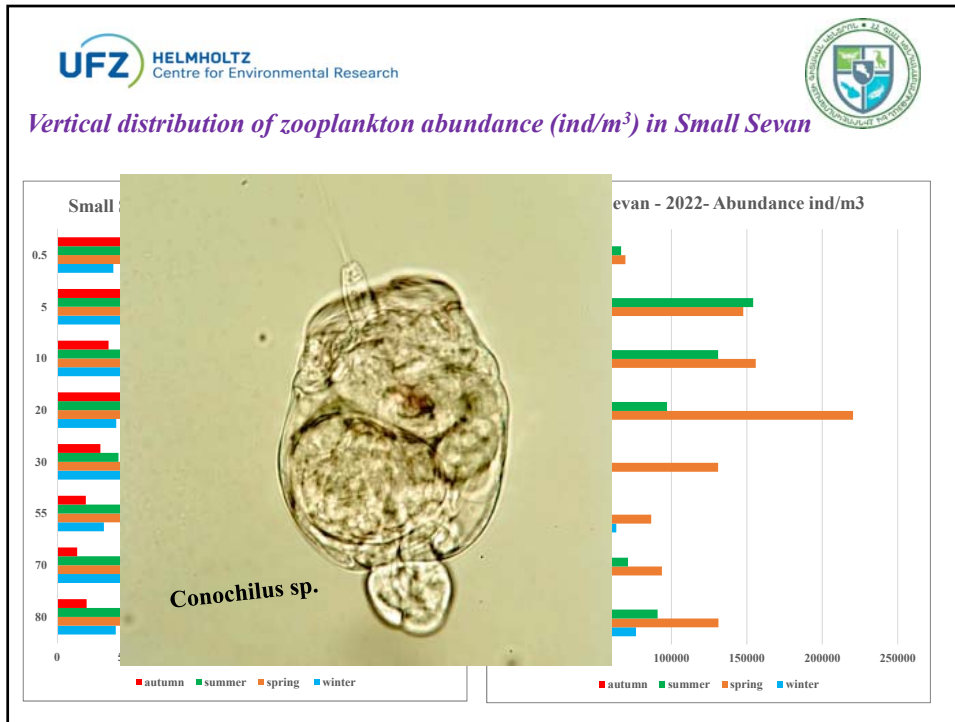 UFZ HELMHOLTZ
Centre for Environmental Research
Vertical distribution of zooplankton abundance (ind/m³) in Small Sevan
Small
evan - 2022- Abundance ind/m3
0.5
5
10
20
30
55
70
80
0
100000 150000 200000 250000
autumn summer spring winter
autumn summer spring winter
Conochilus sp.